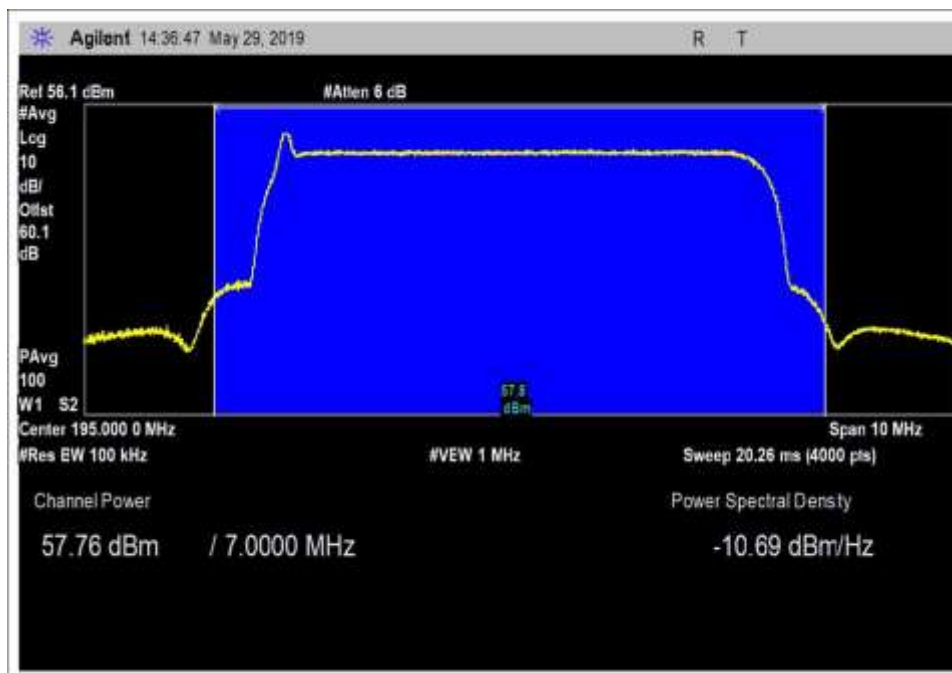 Agilent 14:36:47 May 29, 2019 R T
Ref 56.1 dBm #Atten 6 dB
#Avg
Log
10
dB/
Offst
60.1
dB
PAvg
100
W1 S2
57.8
dBm
Center 195.000 0 MHz Span 10 MHz
#Res BW 100 kHz #VBW 1 MHz Sweep 20.26 ms (4000 pts)
Channel Power Power Spectral Density
57.76 dBm / 7.0000 MHz -10.69 dBm/Hz